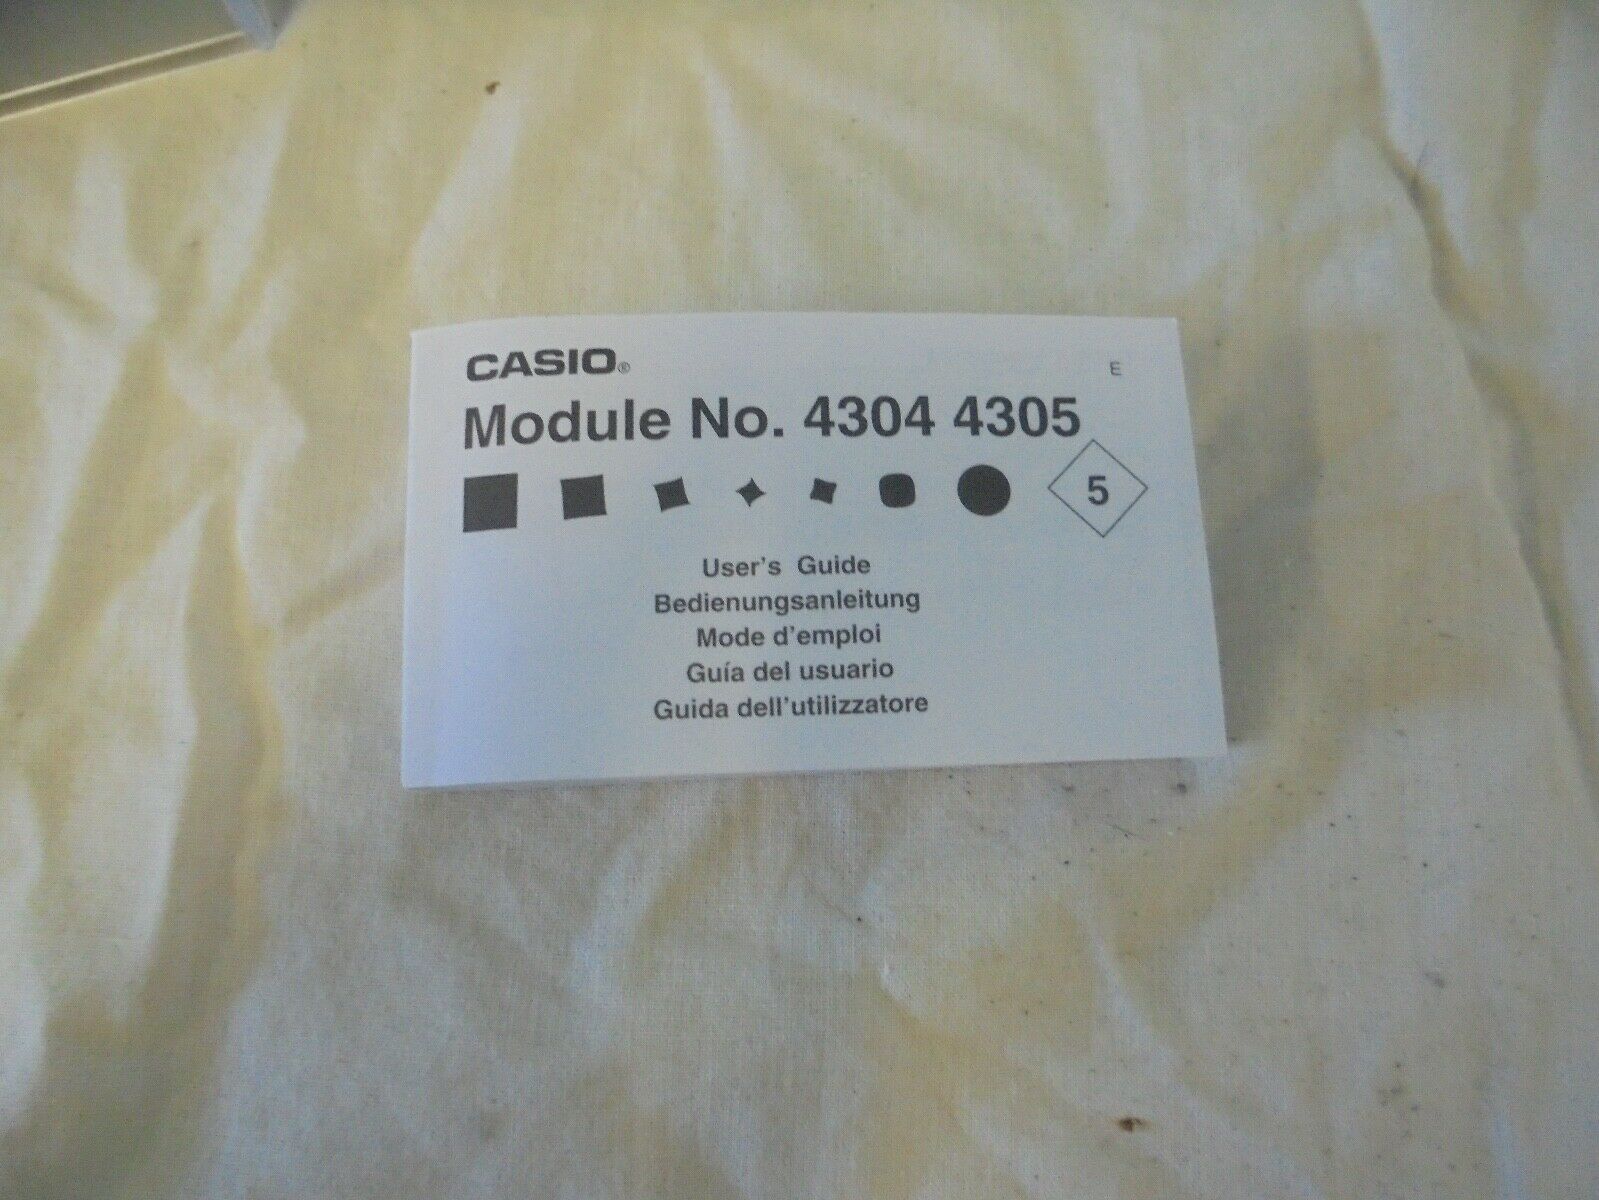 CASIO®
E
Module No. 4304 4305
5
User's Guide
Bedienungsanleitung
Mode d'emploi
Guía del usuario
Guida dell'utilizzatore